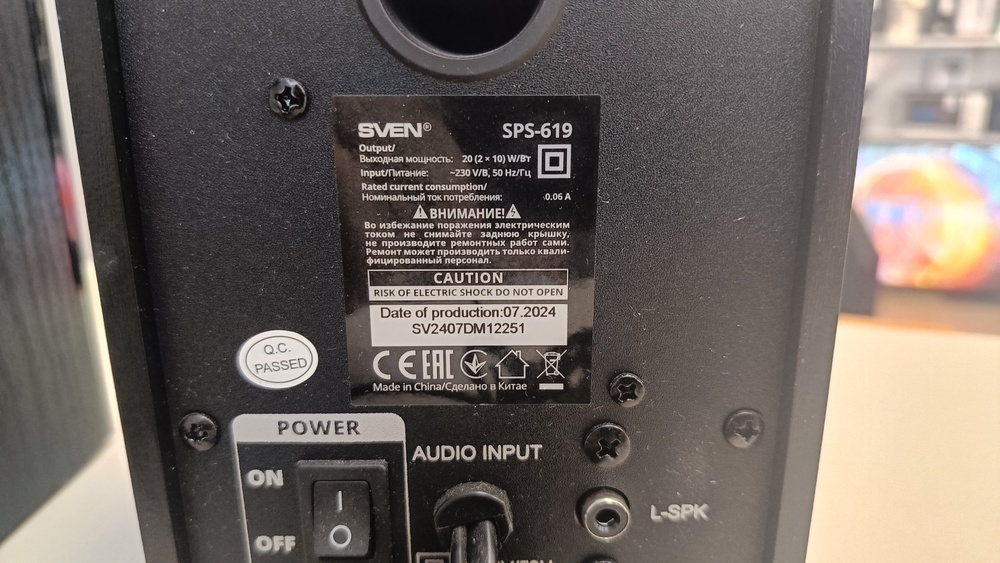 SVEN® SPS-619
Output/
Выходная мощность: 20 (2 × 10) W/Вт
Input/Питание: ~230 V/В, 50 Hz/Гц
Rated current consumption/
Номинальный ток потребления: 0.06 A
ВНИМАНИЕ!
Во избежание поражения электрическим
током не снимайте заднюю крышку,
не производите ремонтных работ сами.
Ремонт может производить только квали-
фицированный персонал.
CAUTION
RISK OF ELECTRIC SHOCK DO NOT OPEN
Date of production:07.2024
SV2407DM12251
CE EAC
Made in China/Сделано в Китае
Q.C.
PASSED
POWER
ON
OFF
AUDIO INPUT
L-SPK